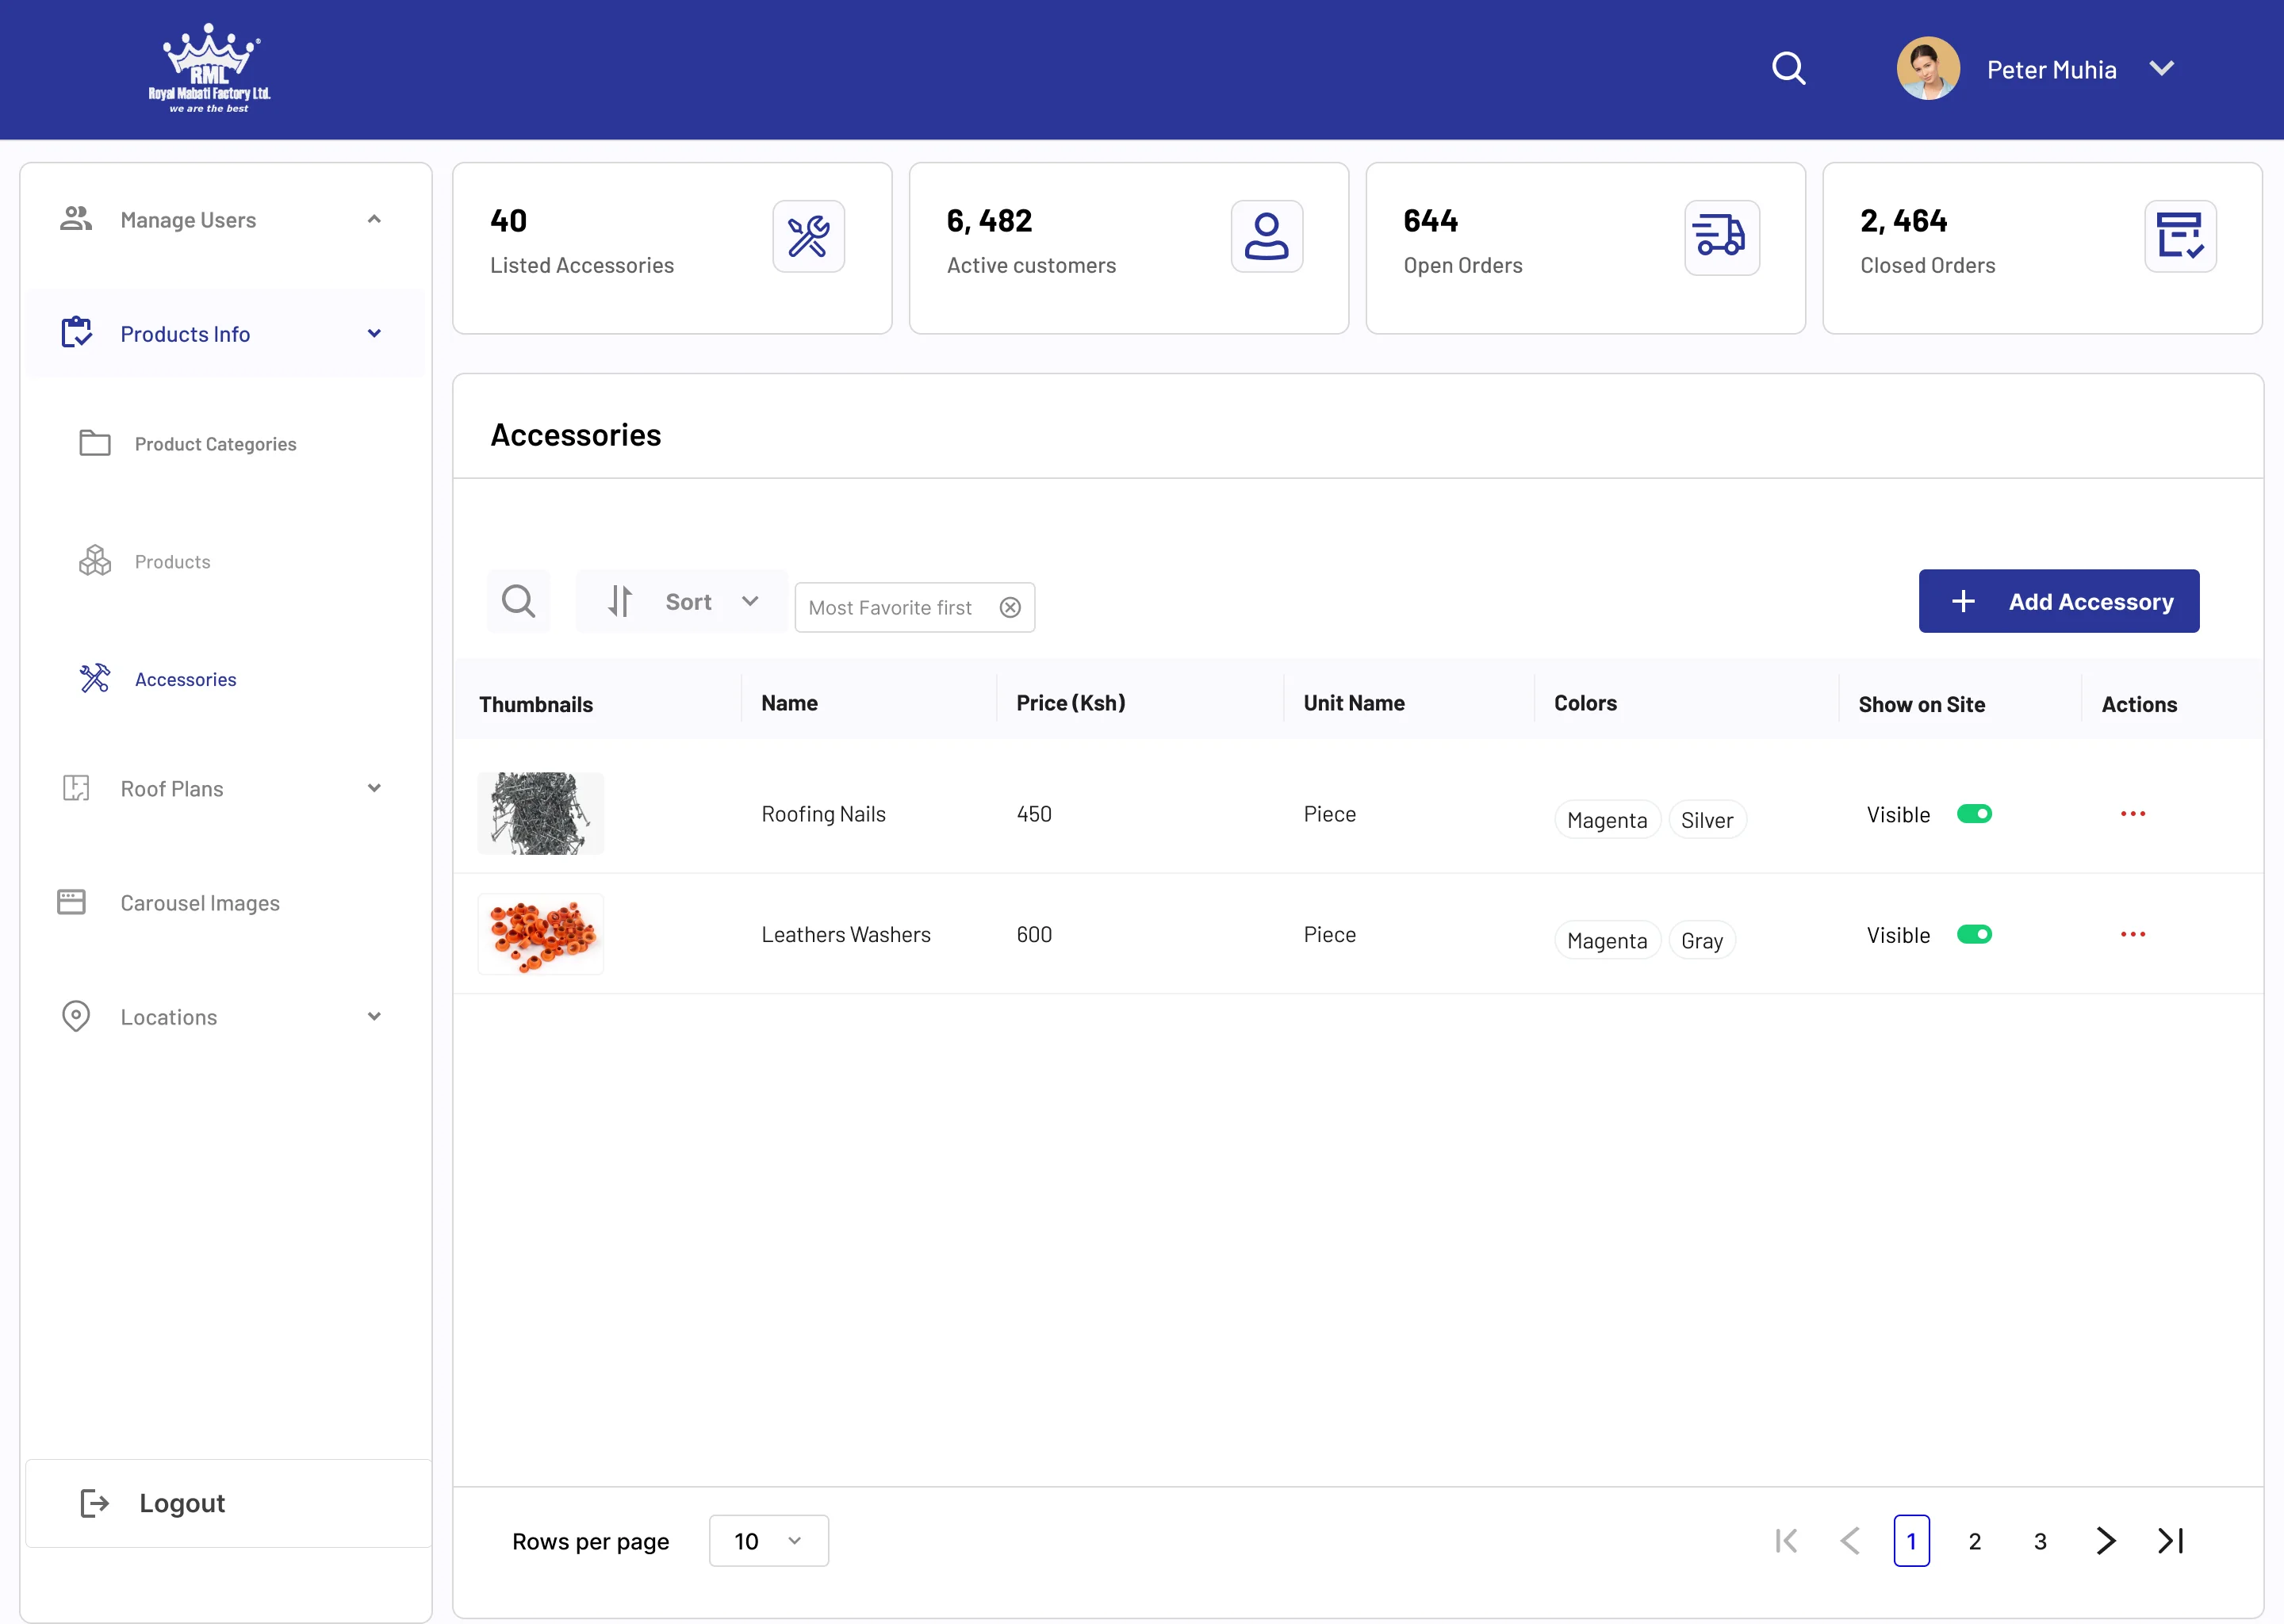 RML
Royal Mabati Factory Ltd.
we are the best
Peter Muhia
Manage Users
Products Info
Product Categories
Products
Accessories
Roof Plans
Carousel Images
Locations
Logout
40
Listed Accessories
6, 482
Active customers
644
Open Orders
2, 464
Closed Orders
Accessories
Sort
Most Favorite first
Add Accessory
Thumbnails Name Price (Ksh) Unit Name Colors Show on Site Actions
Roofing Nails 450 Piece Magenta Silver Visible
Leathers Washers 600 Piece Magenta Gray Visible
Rows per page 10 1 2 3